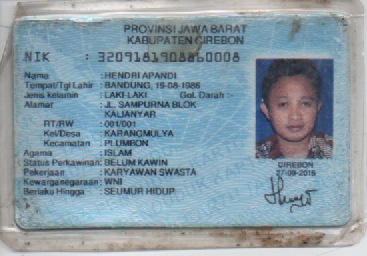 PROVINSI JAWA BARAT
KABUPATEN CIREBON
NIK : 3209181908860008
Nama : HENDRI APANDI
Tempat/Tgl Lahir : BANDUNG, 19-08-1986
Jenis kelamin : LAKI-LAKI Gol. Darah :-
Alamat : JL. SAMPURNA BLOK
KALIANYAR
RT/RW : 001/001
Kel/Desa : KARANGMULYA
Kecamatan : PLUMBON
Agama : ISLAM
Status Perkawinan: BELUM KAWIN
Pekerjaan : KARYAWAN SWASTA
Kewarganegaraan: WNI
Berlaku Hingga : SEUMUR HIDUP
CIREBON
27-09-2016